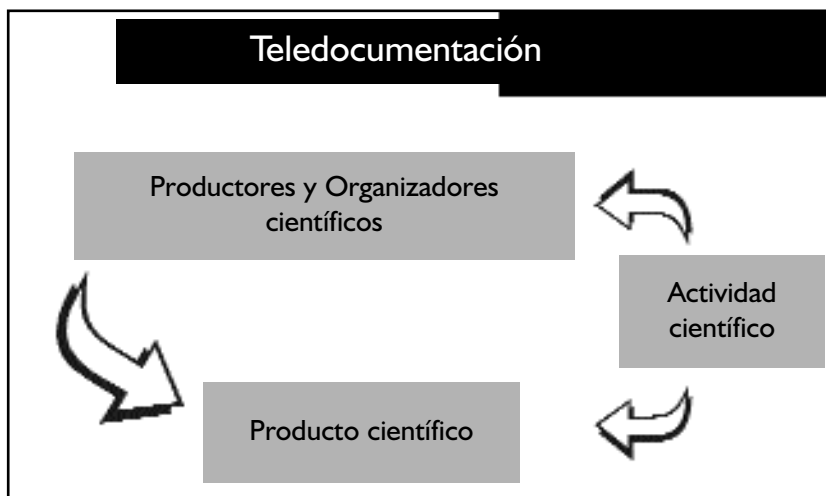 Teledocumentación
Productores y Organizadores
científicos
Actividad
científico
Producto científico